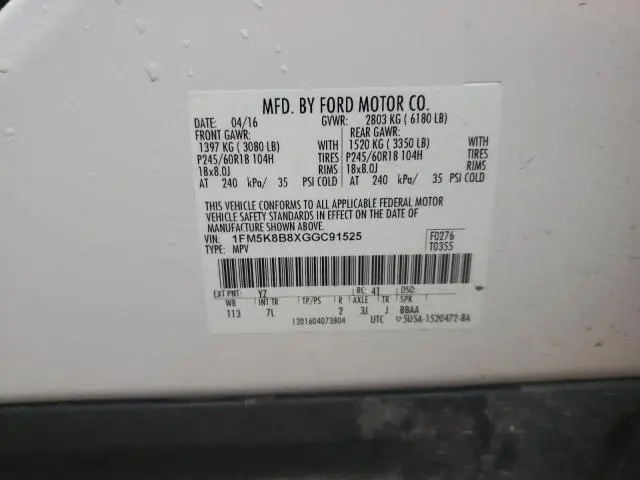 MFD. BY FORD MOTOR CO.
DATE: 04/16 GVWR: 2803 KG ( 6180 LB)
FRONT GAWR: REAR GAWR:
1397 KG ( 3080 LB) 1520 KG ( 3350 LB)
P245/60R18 104H TIRES P245/60R18 104H TIRES
18x8.0J RIMS 18x8.0J RIMS
AT 240 kPa/ 35 PSI COLD AT 240 kPa/ 35 PSI COLD
THIS VEHICLE CONFORMS TO ALL APPLICABLE FEDERAL MOTOR
VEHICLE SAFETY STANDARDS IN EFFECT ON THE DATE OF
MANUFACTURE SHOWN ABOVE.
VIN: 1FM5K8B8XGGC91525 F0276
TYPE: MPV T0355
EXT PNT: YZ RC: 41 DSO:
WB INT TR TP/PS R AXLE TR SPR
113 7L 2 3J J BBAA
1201604073804 UTC 5U5A-1520472-BA